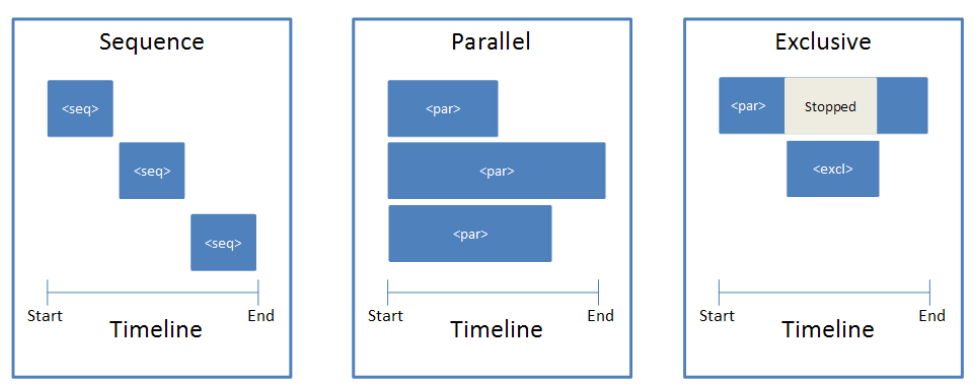 Sequence
<seq>
<seq>
<seq>
Start
End
Timeline
Parallel
<par>
<par>
<par>
Start
End
Timeline
Exclusive
<par>
Stopped
<excl>
Start
End
Timeline